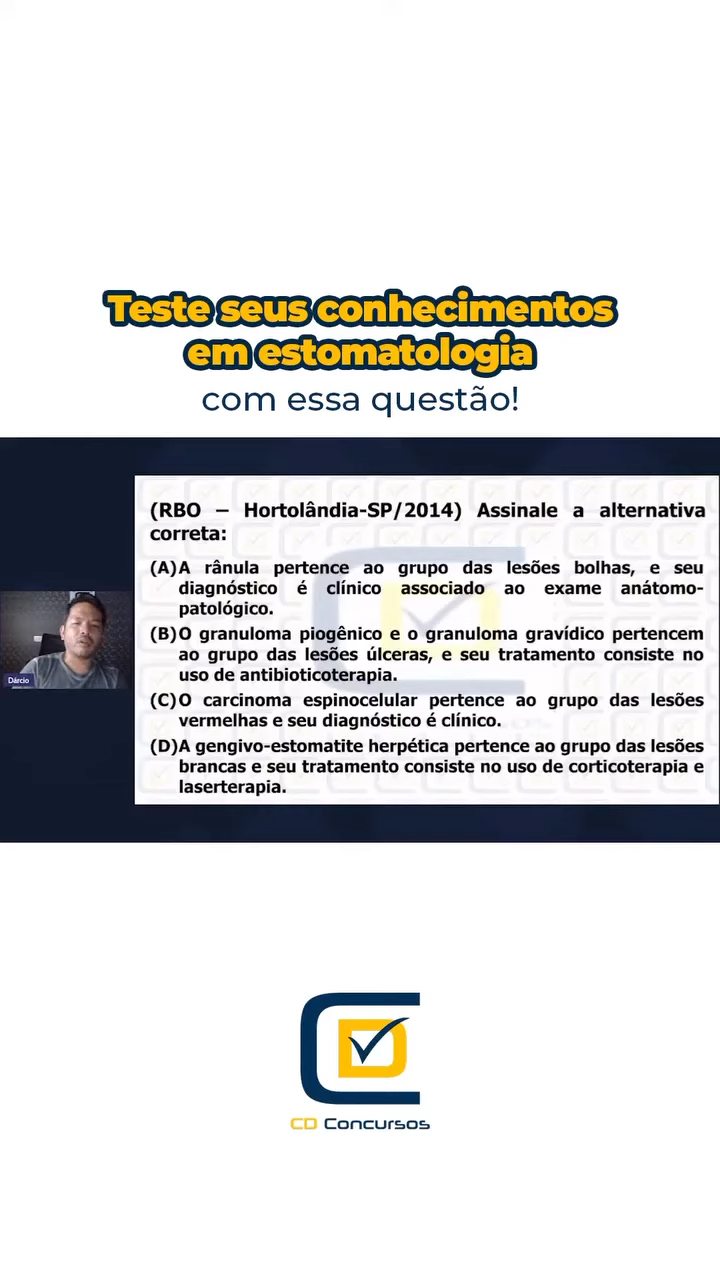 Teste seus conhecimentos
em estomatologia
com essa questão!
(RBO – Hortolândia-SP/2014) Assinale a alternativa
correta:
(A)A rânula pertence ao grupo das lesões bolhas, e seu
diagnóstico é clínico associado ao exame anátomo-
patológico.
(B)O granuloma piogênico e o granuloma gravídico pertencem
ao grupo das lesões úlceras, e seu tratamento consiste no
uso de antibioticoterapia.
(C)O carcinoma espinocelular pertence ao grupo das lesões
vermelhas e seu diagnóstico é clínico.
(D)A gengivo-estomatite herpética pertence ao grupo das lesões
brancas e seu tratamento consiste no uso de corticoterapia e
laserterapia.
Dárcio
CD Concursos